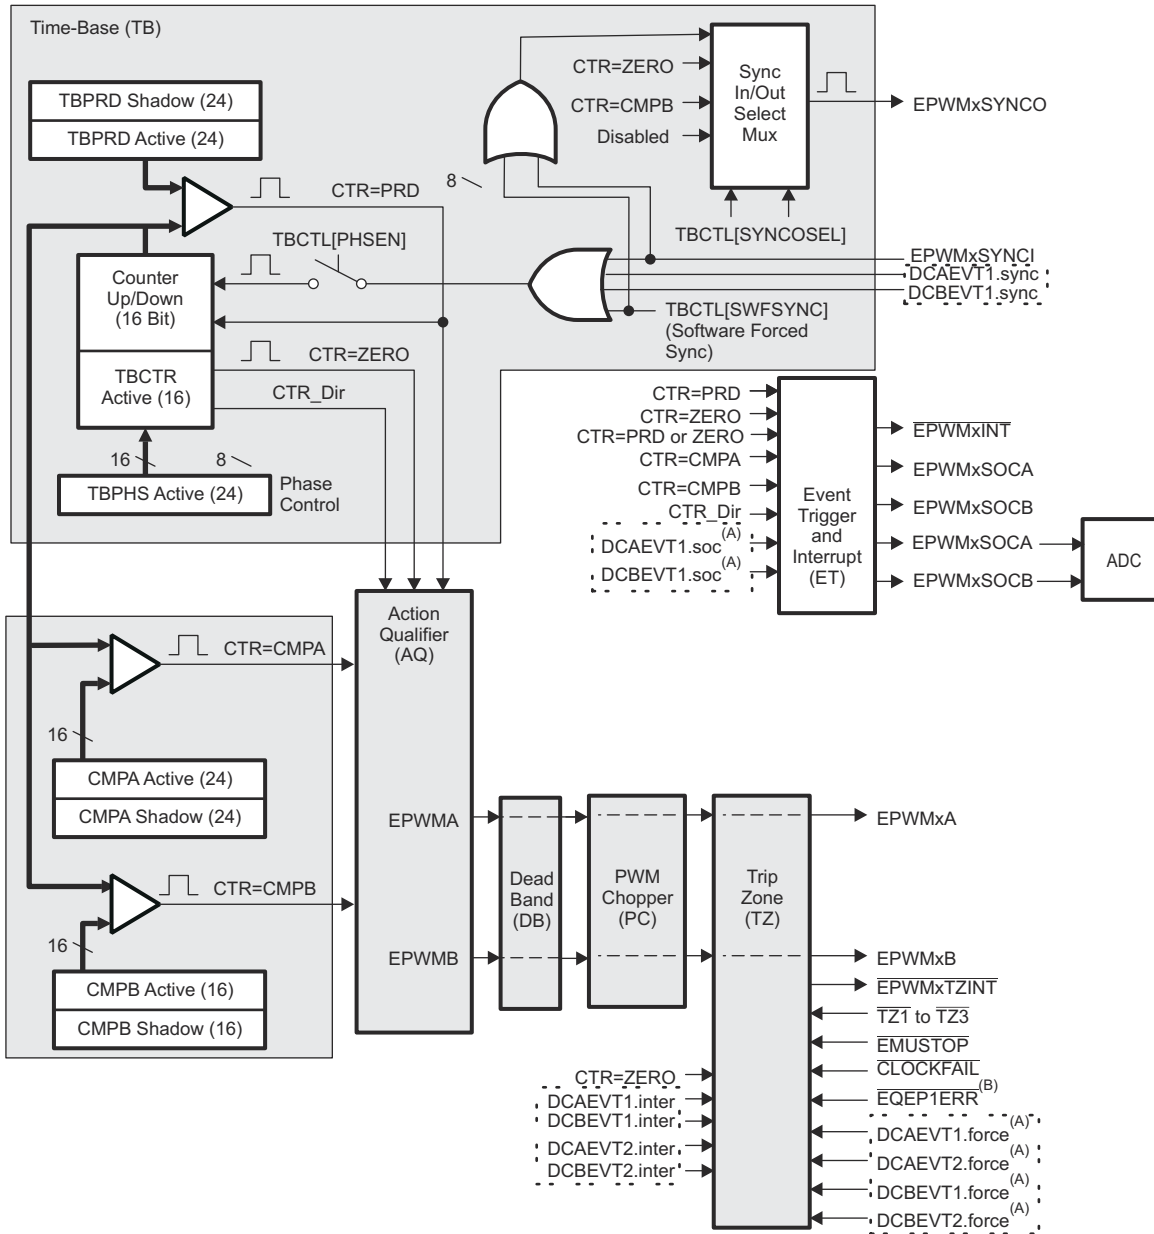 Time-Base (TB)
TBPRD Shadow (24)
TBPRD Active (24)
CTR=PRD
8
CTR=ZERO
CTR=CMPB
Disabled
Sync
In/Out
Select
Mux
EPWMxSYNCO
TBCTL[SYNCOSEL]
TBCTL[PHSEN]
EPWMxSYNCI
DCAEVT1.sync
DCBEVT1.sync
TBCTL[SWFSYNC]
(Software Forced
Sync)
Counter
Up/Down
(16 Bit)
TBCTR
Active (16)
CTR=ZERO
CTR_Dir
16
8
TBPHS Active (24)
Phase
Control
CTR=PRD
CTR=ZERO
CTR=PRD or ZERO
CTR=CMPA
CTR=CMPB
CTR_Dir
DCAEVT1.soc(A)
DCBEVT1.soc(A)
Event
Trigger
and
Interrupt
(ET)
EPWMxINT
EPWMxSOCA
EPWMxSOCB
EPWMxSOCA
EPWMxSOCB
ADC
Action
Qualifier
(AQ)
CTR=CMPA
16
CMPA Active (24)
CMPA Shadow (24)
CTR=CMPB
16
CMPB Active (16)
CMPB Shadow (16)
EPWMA
EPWMB
Dead
Band
(DB)
PWM
Chopper
(PC)
Trip
Zone
(TZ)
EPWMxA
EPWMxB
EPWMxTZINT
TZ1 to TZ3
EMUSTOP
CLOCKFAIL
EQEP1ERR(B)
DCAEVT1.force(A)
DCAEVT2.force(A)
DCBEVT1.force(A)
DCBEVT2.force(A)
CTR=ZERO
DCAEVT1.inter
DCBEVT1.inter
DCAEVT2.inter
DCBEVT2.inter